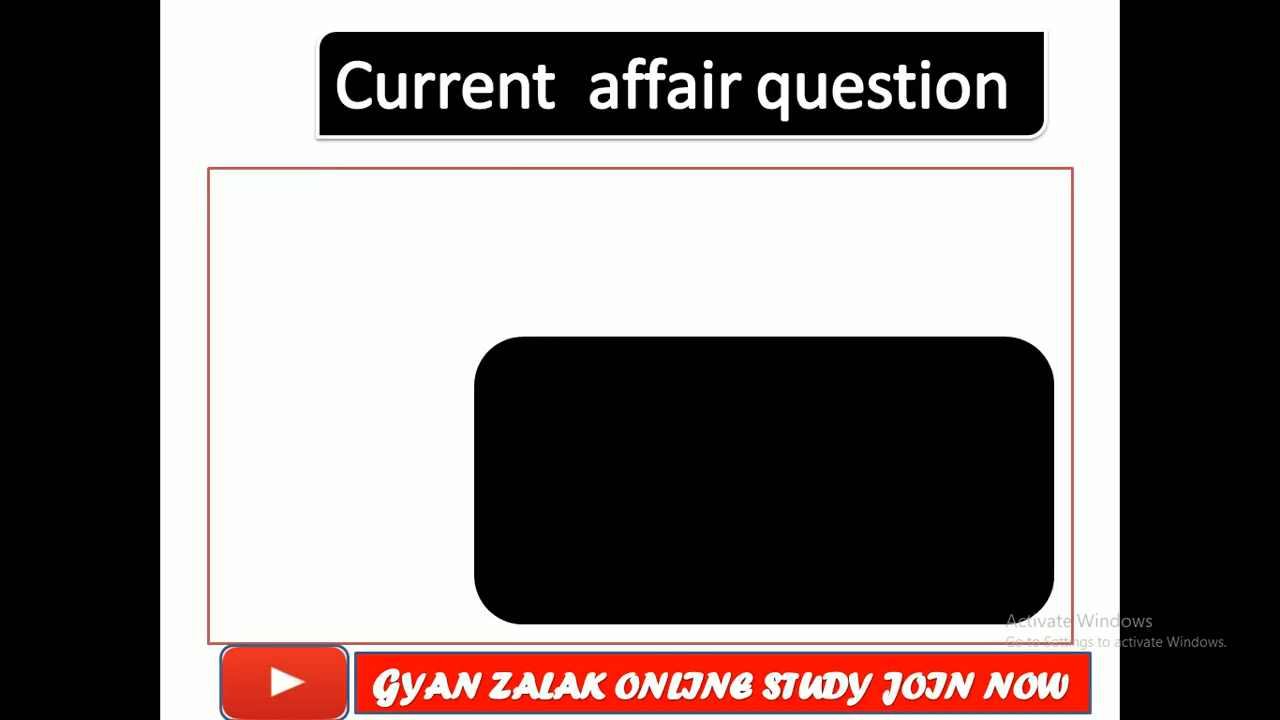 Current affair question
Activate Windows
Go to Settings to activate Windows.
GYAN ZALAK ONLINE STUDY JOIN NOW